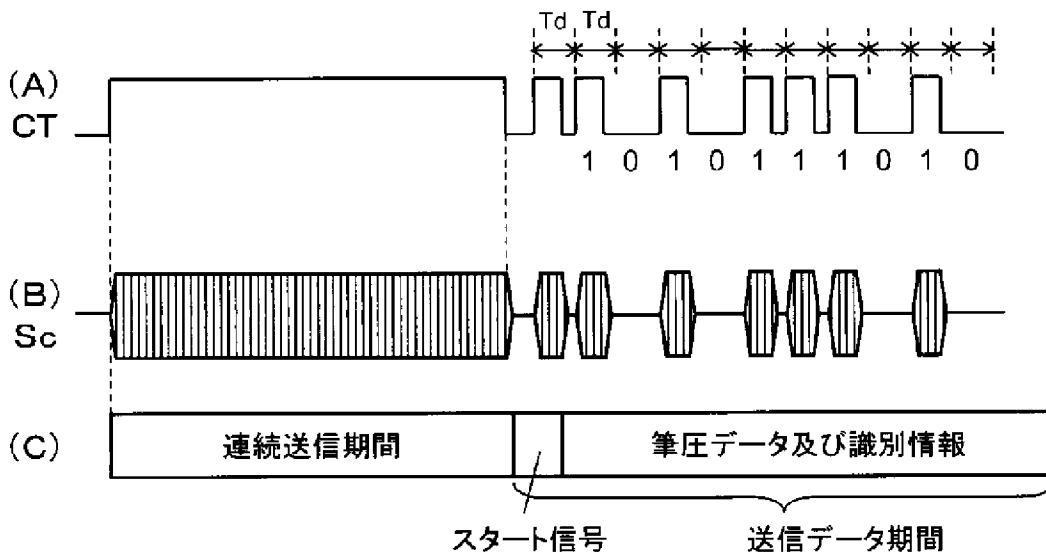 Td Td
(A)
CT
1 0 1 0 1 1 1 0 1 0
(B)
Sc
(C)
連続送信期間
筆圧データ及び識別情報
スタート信号
送信データ期間